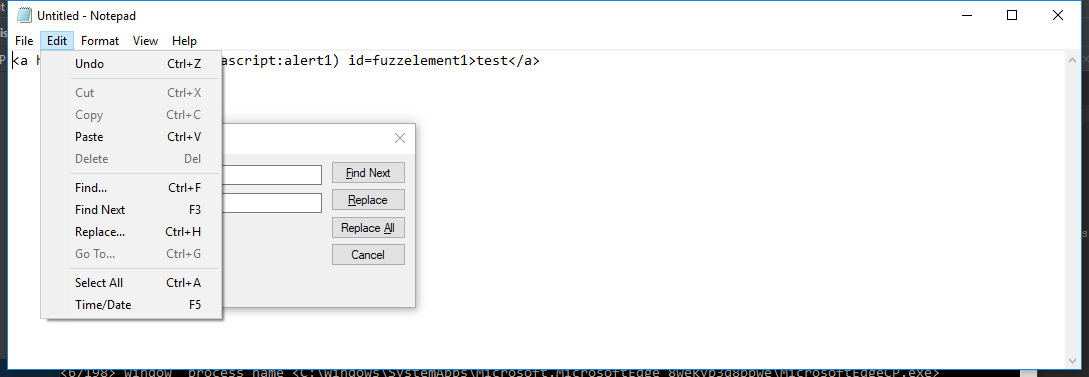 Untitled - Notepad
File Edit Format View Help
<a h ascript:alert1) id=fuzzelement1>test</a>
Undo Ctrl+Z
Cut Ctrl+X
Copy Ctrl+C
Paste Ctrl+V
Delete Del
Find... Ctrl+F
Find Next F3
Replace... Ctrl+H
Go To... Ctrl+G
Select All Ctrl+A
Time/Date F5
Find Next
Replace
Replace All
Cancel
<6/198> window process name <C:\Windows\SystemApps\Microsoft.MicrosoftEdge_8wekyb3d8bbwe\MicrosoftEdgeCP.exe>